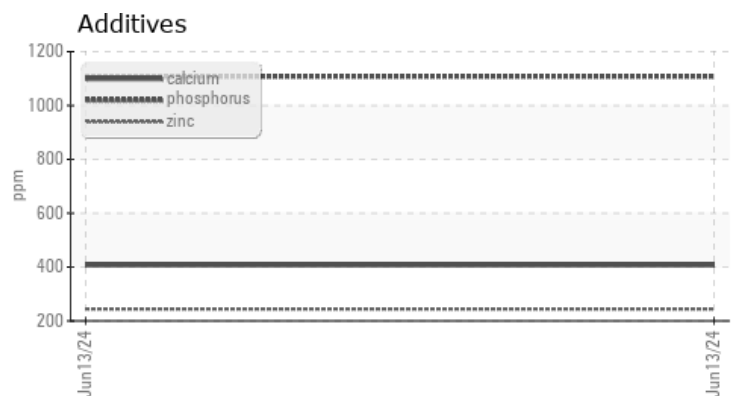 Additives
1200
1000
800
600
400
200
ppm
calcium
phosphorus
zinc
Jun13/24
Jun13/24